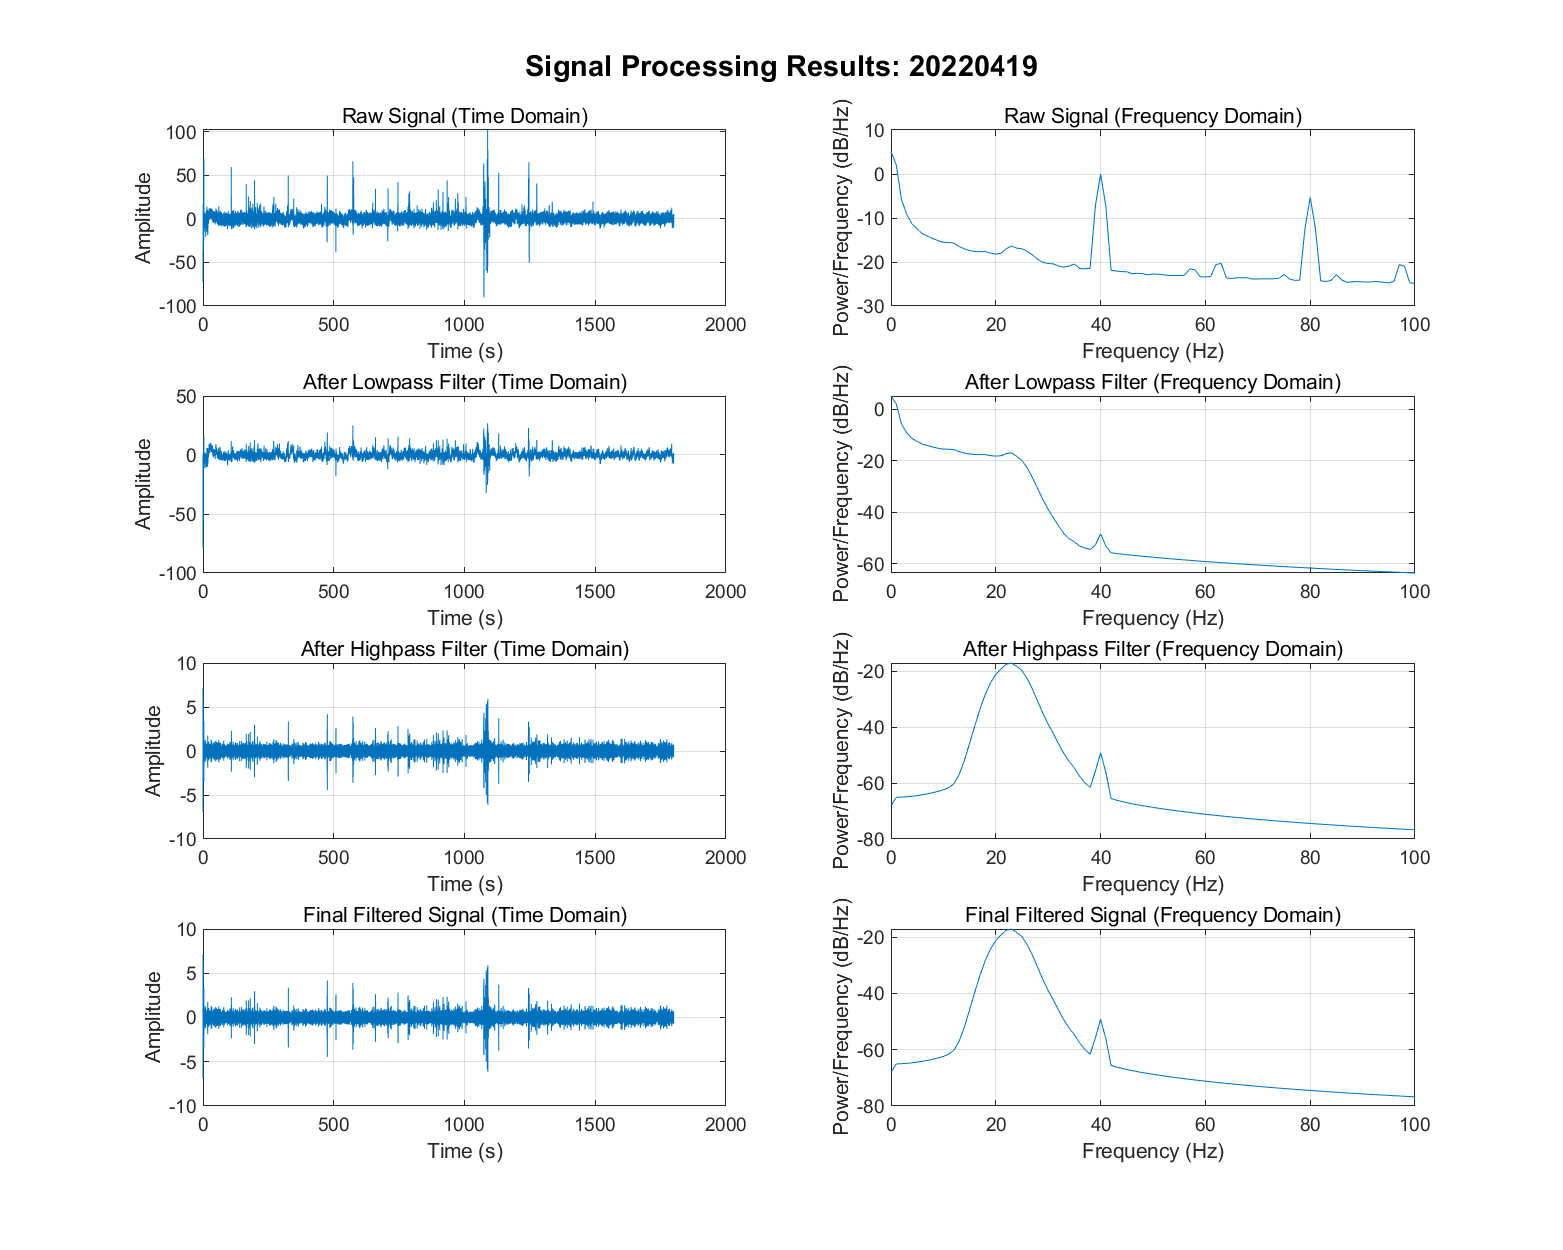 Signal Processing Results: 20220419
Raw Signal (Time Domain)
100
50
0
-50
-100
Amplitude
0 500 1000 1500 2000
Time (s)
Raw Signal (Frequency Domain)
10
0
-10
-20
-30
Power/Frequency (dB/Hz)
0 20 40 60 80 100
Frequency (Hz)
After Lowpass Filter (Time Domain)
50
0
-50
-100
Amplitude
0 500 1000 1500 2000
Time (s)
After Lowpass Filter (Frequency Domain)
0
-20
-40
-60
Power/Frequency (dB/Hz)
0 20 40 60 80 100
Frequency (Hz)
After Highpass Filter (Time Domain)
10
5
0
-5
-10
Amplitude
0 500 1000 1500 2000
Time (s)
After Highpass Filter (Frequency Domain)
-20
-40
-60
-80
Power/Frequency (dB/Hz)
0 20 40 60 80 100
Frequency (Hz)
Final Filtered Signal (Time Domain)
10
5
0
-5
-10
Amplitude
0 500 1000 1500 2000
Time (s)
Final Filtered Signal (Frequency Domain)
-20
-40
-60
-80
Power/Frequency (dB/Hz)
0 20 40 60 80 100
Frequency (Hz)